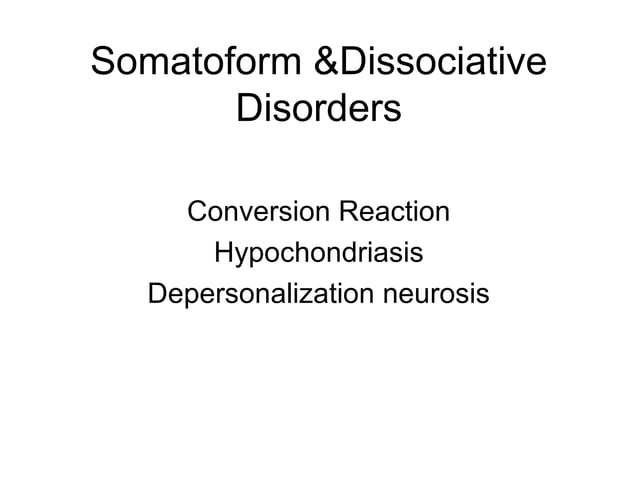 Somatoform &Dissociative
Disorders
Conversion Reaction
Hypochondriasis
Depersonalization neurosis